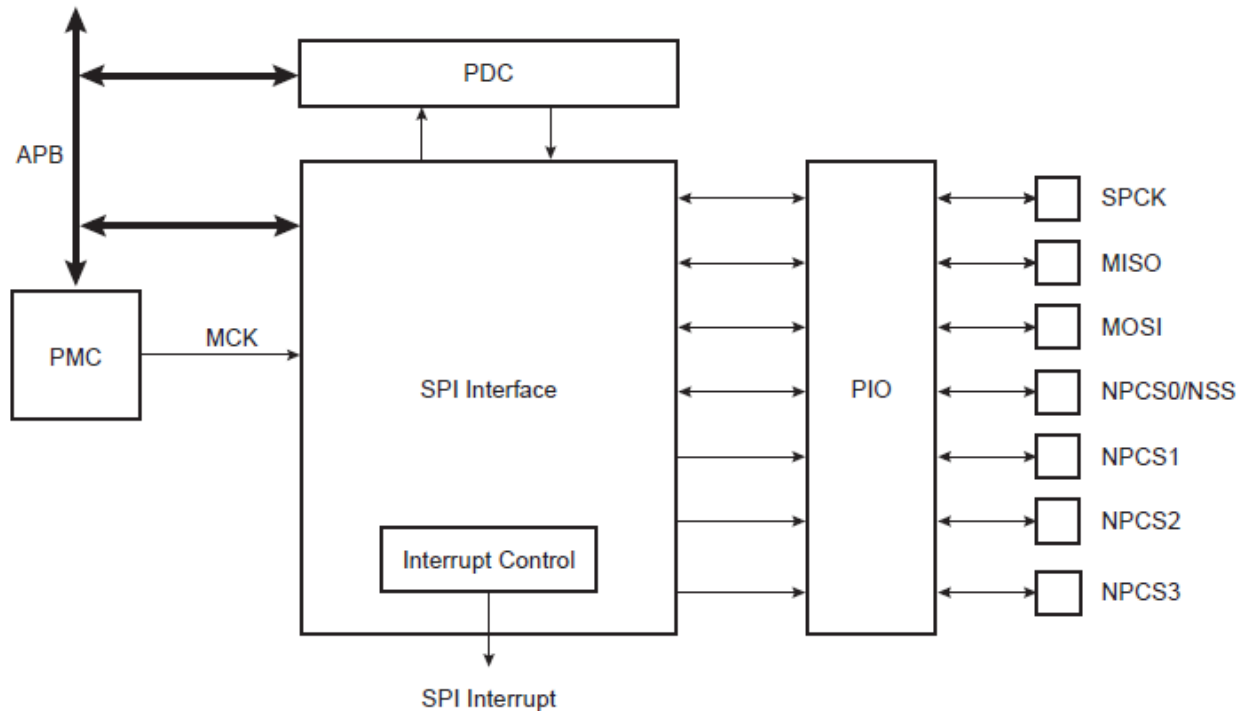 PDC
APB
SPCK
MISO
MCK
MOSI
PMC
SPI Interface
PIO
NPCS0/NSS
NPCS1
NPCS2
Interrupt Control
NPCS3
SPI Interrupt